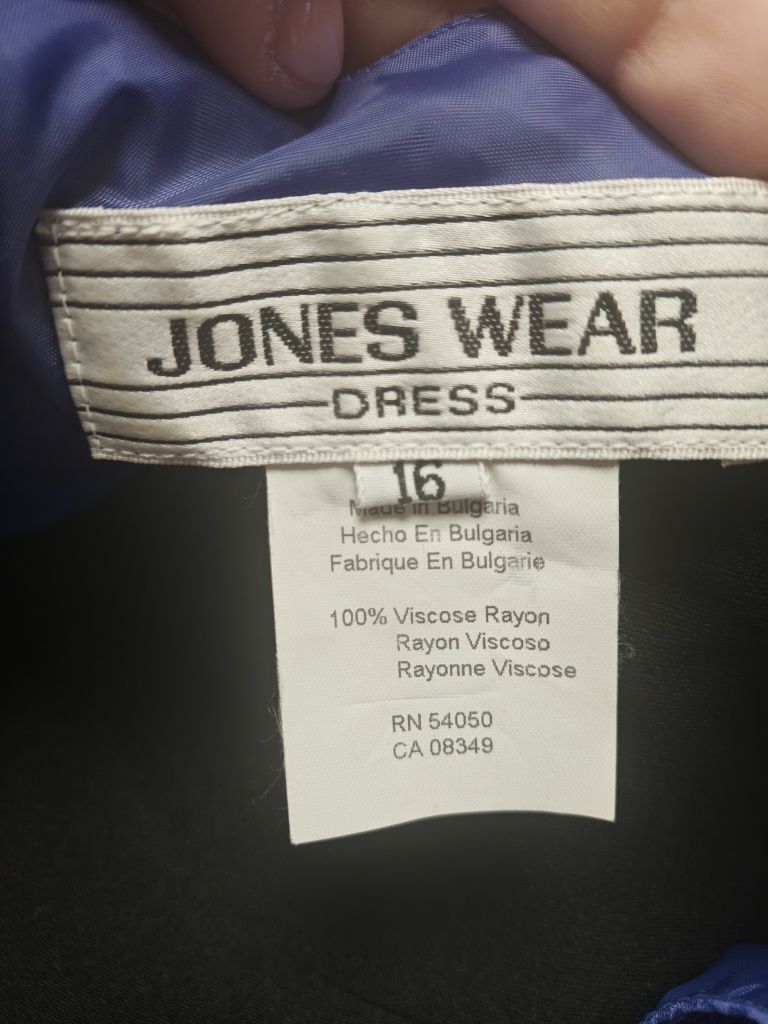 JONES WEAR
DRESS
16
Made in Bulgaria
Hecho En Bulgaria
Fabrique En Bulgarie
100% Viscose Rayon
Rayon Viscoso
Rayonne Viscose
RN 54050
CA 08349